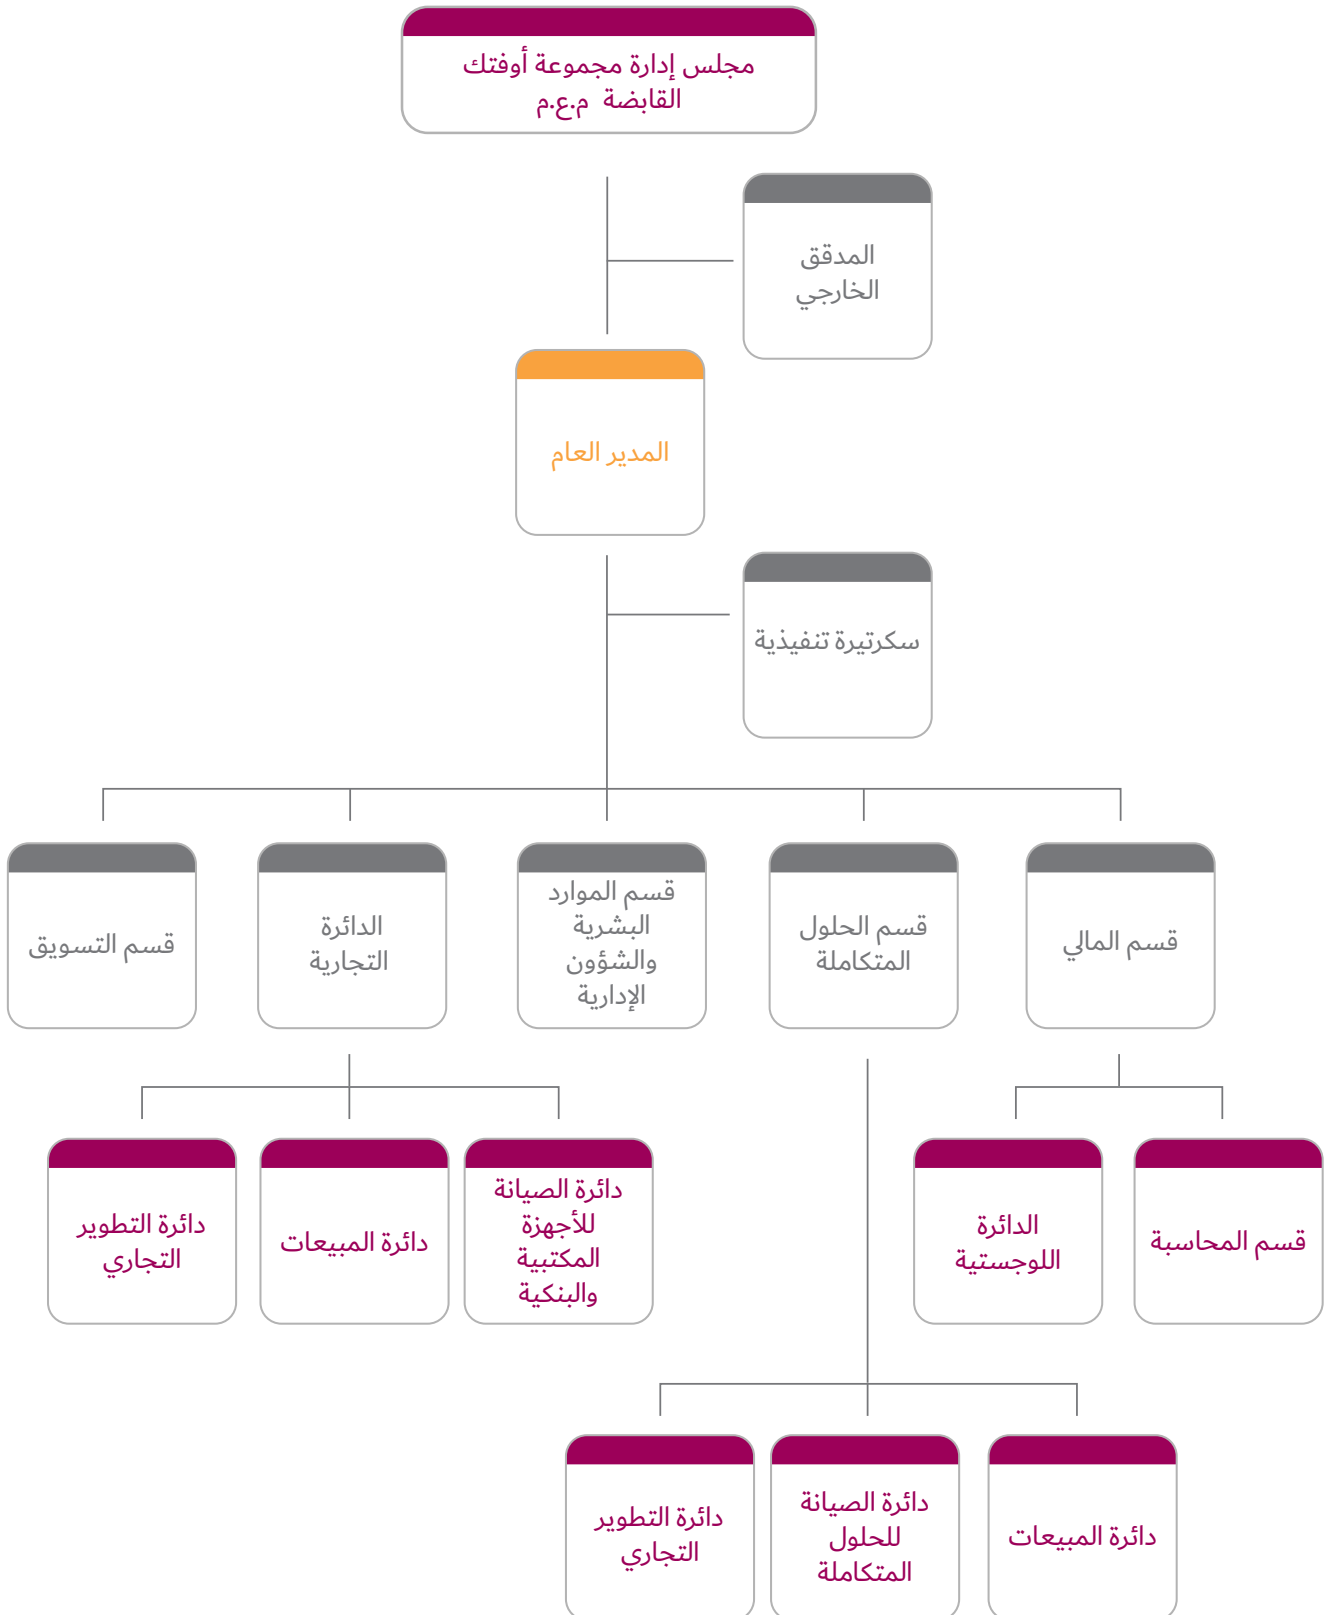 مجلس إدارة مجموعة أوفتك
القابضة م.ع.م
المدقق
الخارجي
المدير العام
سكرتيرة تنفيذية
قسم المالي
قسم الحلول
المتكاملة
قسم الموارد
البشرية
والشؤون
الإدارية
الدائرة
التجارية
قسم التسويق
قسم المحاسبة
الدائرة
اللوجستية
دائرة الصيانة
للأجهزة
المكتبية
والبنكية
دائرة المبيعات
دائرة التطوير
التجاري
دائرة المبيعات
دائرة الصيانة
للحلول
المتكاملة
دائرة التطوير
التجاري